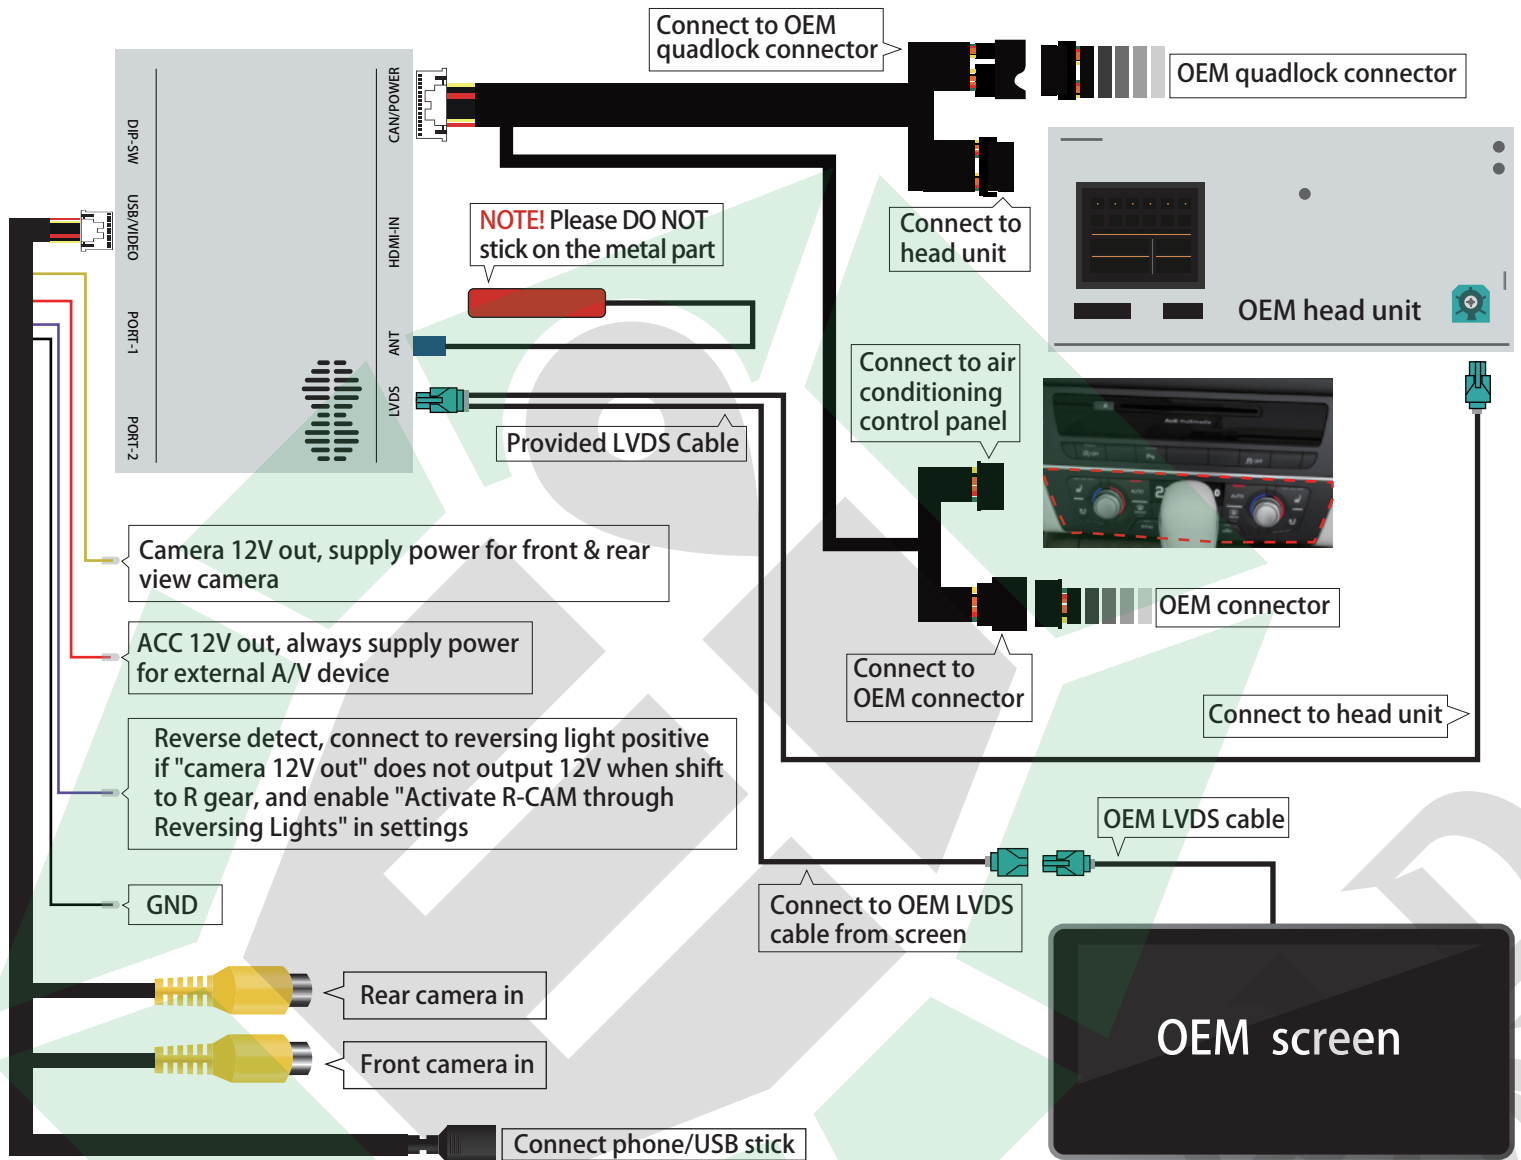 Connect to OEM
quadlock connector
OEM quadlock connector
CAN/POWER
DIP-SW
USB/VIDEO
HDMI-IN
NOTE! Please DO NOT
stick on the metal part
Connect to
head unit
OEM head unit
PORT-1
ANT
LVDS
PORT-2
Provided LVDS Cable
Connect to air
conditioning
control panel
Audi multimedia
AUTO
AUTO
Camera 12V out, supply power for front & rear
view camera
OEM connector
ACC 12V out, always supply power
for external A/V device
Connect to
OEM connector
Connect to head unit
Reverse detect, connect to reversing light positive
if "camera 12V out" does not output 12V when shift
to R gear, and enable "Activate R-CAM through
Reversing Lights" in settings
OEM LVDS cable
GND
Connect to OEM LVDS
cable from screen
Rear camera in
Front camera in
OEM screen
Connect phone/USB stick